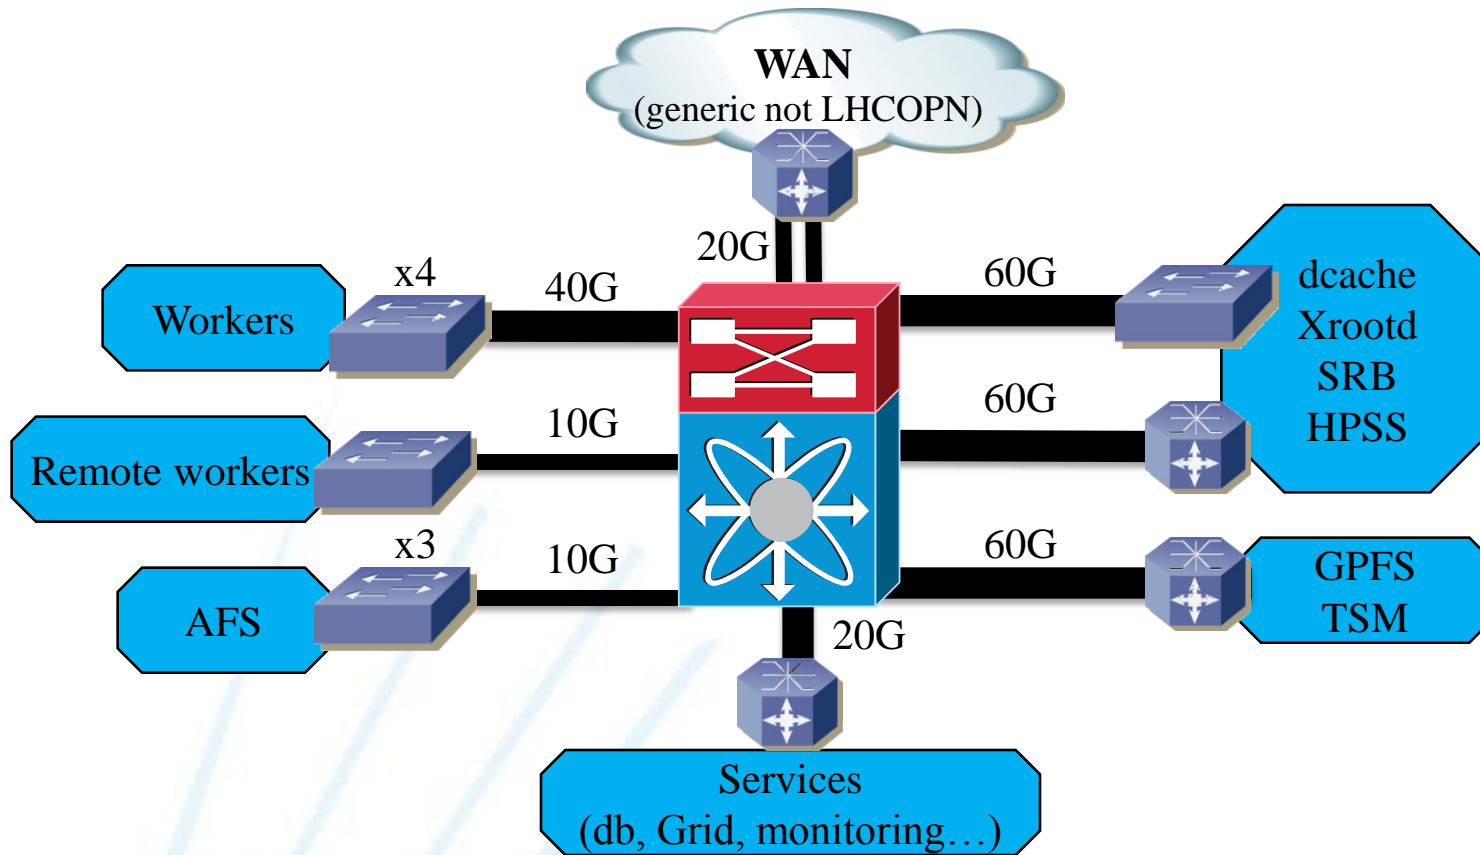 WAN
(generic not LHCOPN)
20G
x4
40G
60G
Workers
dcache
Xrootd
SRB
HPSS
10G
60G
Remote workers
x3
10G
60G
AFS
GPFS
TSM
20G
Services
(db, Grid, monitoring…)